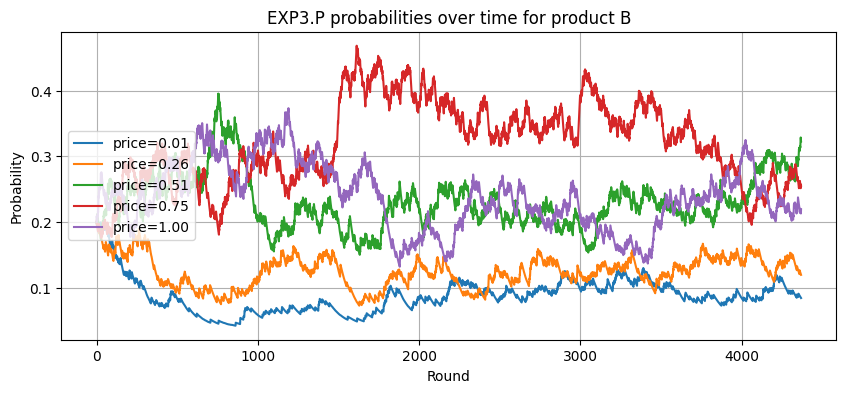 EXP3.P probabilities over time for product B
Probability
0.4
0.3
0.2
0.1
price=0.01
price=0.26
price=0.51
price=0.75
price=1.00
0
1000
2000
3000
4000
Round